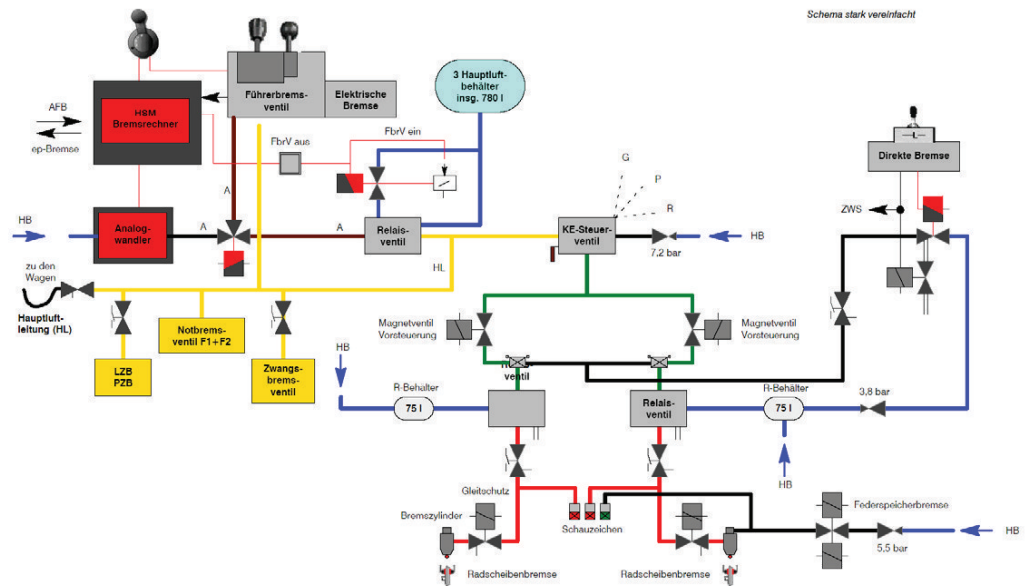 Schema stark vereinfacht
3 Hauptluft-
behälter
insg. 780 l
Führerbrems-
ventil
Elektrische
Bremse
HSM
Bremsrechner
AFB
ep-Bremse
FbrV aus
FbrV ein
G
P
R
Direkte Bremse
ZWS
A
A
A
HB
Analog-
wandler
Relais-
ventil
KE-Steuer-
ventil
7,2 bar
HB
HL
zu den
Wagen
Hauptluft-
leitung (HL)
Notbrems-
ventil F1+F2
LZB
PZB
Zwangs-
brems-
ventil
Magnetventil
Vorsteuerung
Magnetventil
Vorsteuerung
HB
ventil
R-Behälter
75 l
Relais-
ventil
R-Behälter
75 l
3,8 bar
HB
Gleitschutz
Bremszylinder
Schauzeichen
Federspeicherbremse
5,5 bar
HB
Radscheibenbremse
Radscheibenbremse